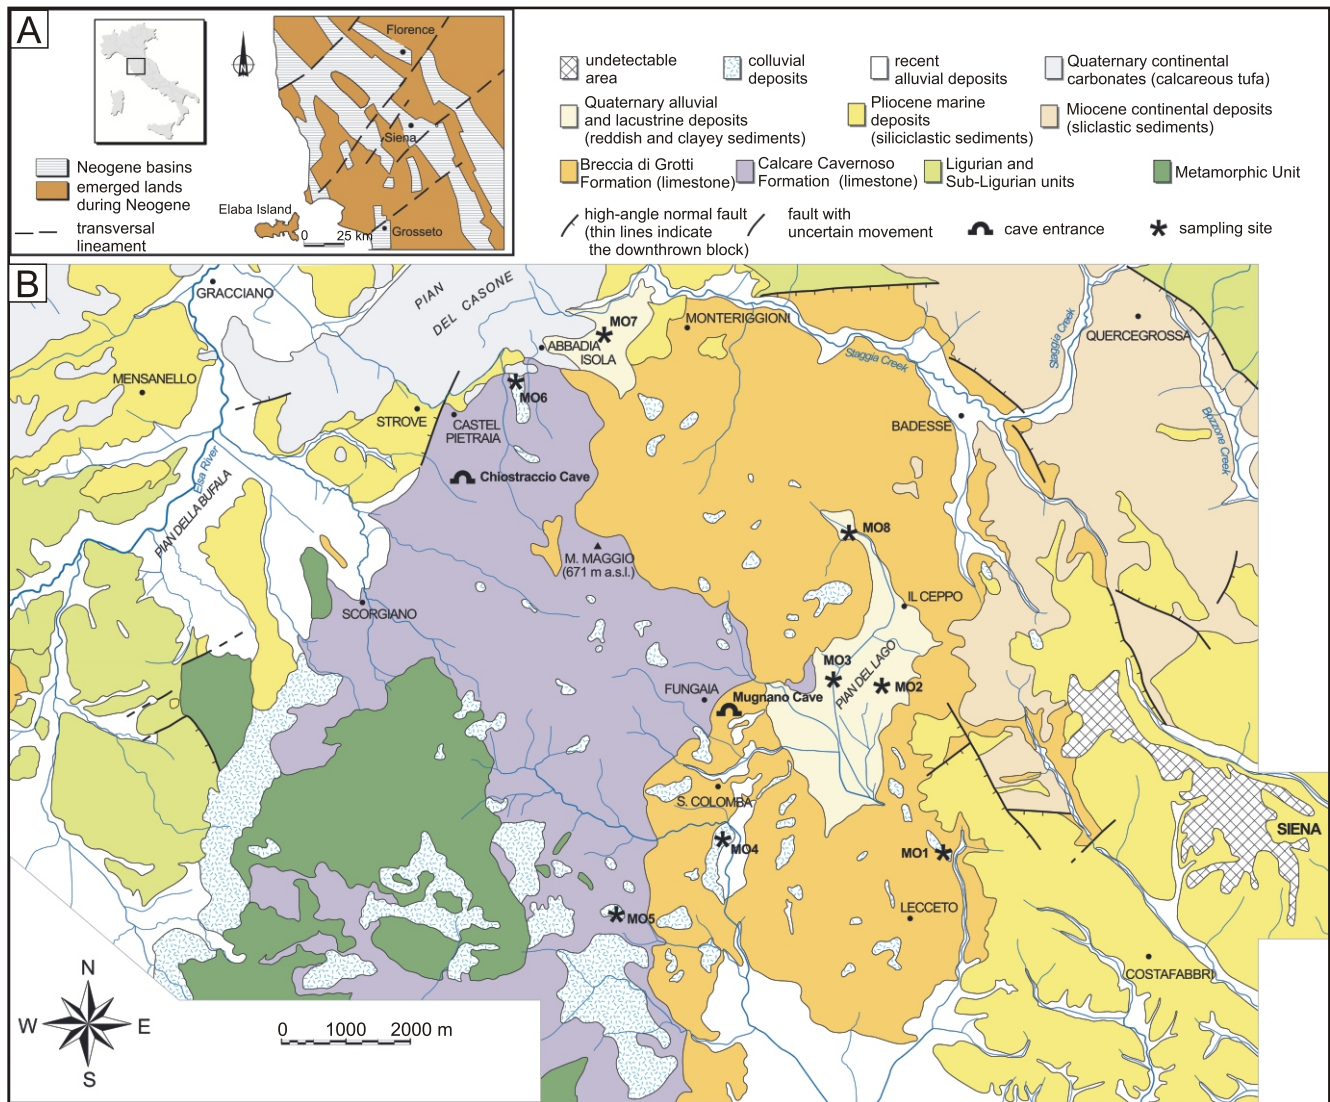 A
N
Florence
Siena
Grosseto
Elaba Island
0 25 km
Neogene basins
emerged lands
during Neogene
transversal
lineament
undetectable
area
colluvial
deposits
recent
alluvial deposits
Quaternary continental
carbonates (calcareous tufa)
Quaternary alluvial
and lacustrine deposits
(reddish and clayey sediments)
Pliocene marine
deposits
(siliciclastic sediments)
Miocene continental deposits
(sliclastic sediments)
Breccia di Grotti
Formation (limestone)
Calcare Cavernoso
Formation (limestone)
Ligurian and
Sub-Ligurian units
Metamorphic Unit
high-angle normal fault
(thin lines indicate
the downthrown block)
fault with
uncertain movement
cave entrance
sampling site
B
GRACCIANO
PIAN
DEL CASONE
MO7
MONTERIGGIONI
ABBADIA
ISOLA
Staggia Creek
Staggia Creek
QUERCEGROSSA
MENSANELLO
MO6
STROVE
CASTEL
PIETRAIA
BADESSE
Bozzone Creek
Elsa River
PIAN DELLA BUFALA
Chiostraccio Cave
MO8
M. MAGGIO
(671 m a.s.l.)
IL CEPPO
SCORGIANO
MO3
PIAN DEL LAGO
MO2
FUNGAIA
Mugnano Cave
S. COLOMBA
SIENA
MO4
MO1
LECCETO
MO5
COSTAFABBRI
N
W
E
S
0 1000 2000 m